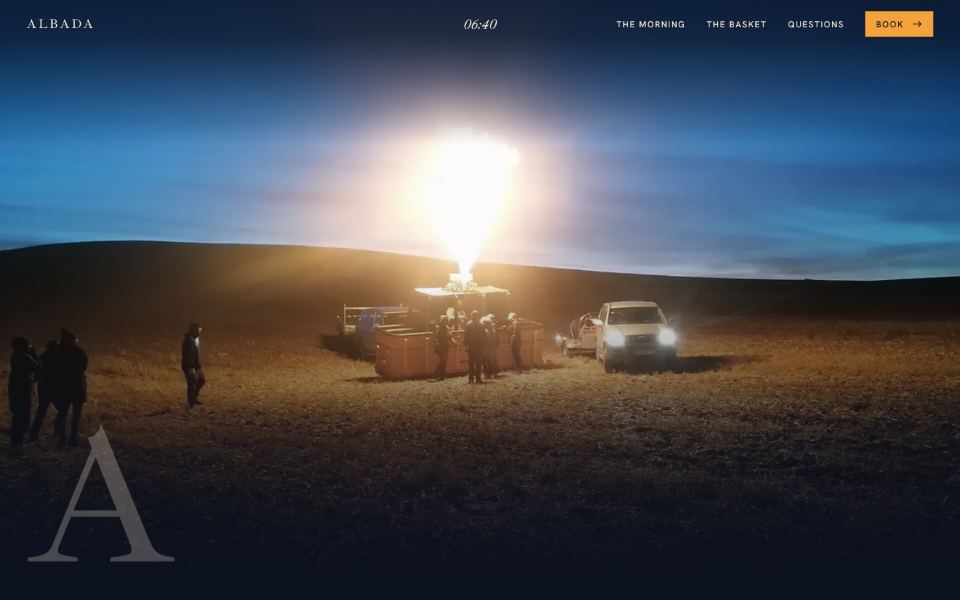 ALBADA
06:40
THE MORNING
THE BASKET
QUESTIONS
BOOK →
A